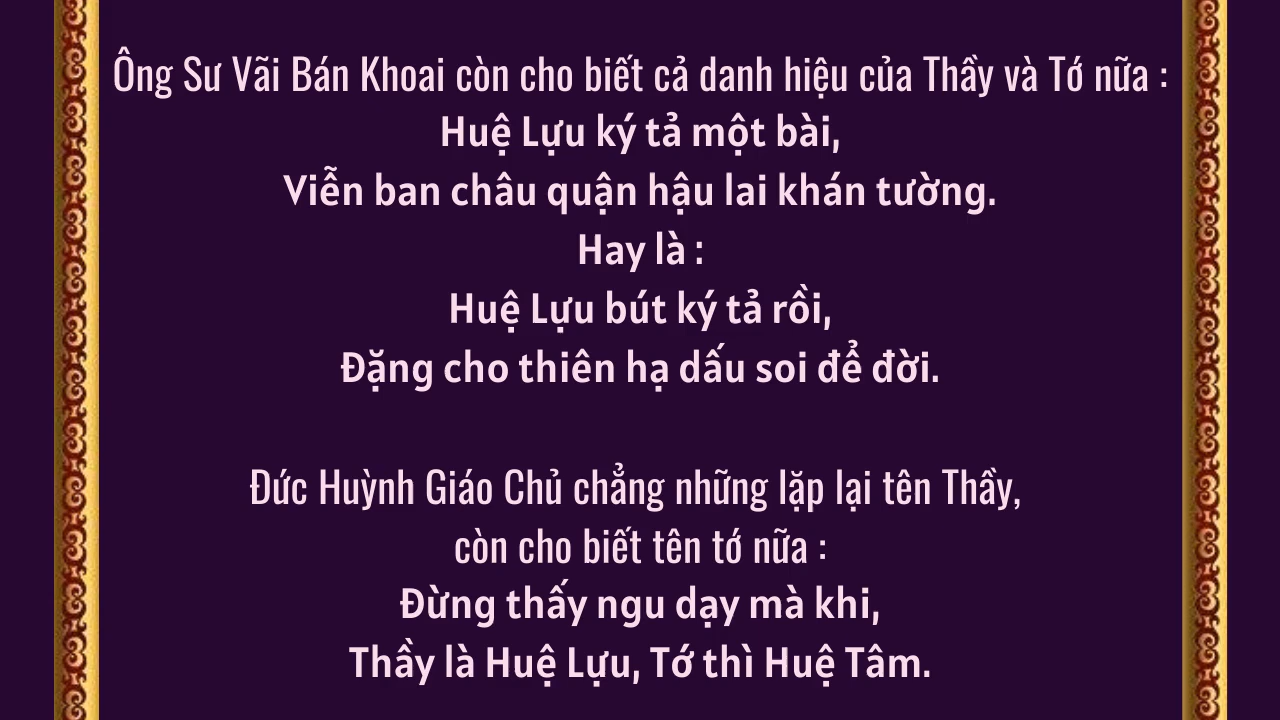 Ông Sư Vãi Bán Khoai còn cho biết cả danh hiệu của Thầy và Tớ nữa :
Huệ Lựu ký tả một bài,
Viễn ban châu quận hậu lai khán tường.
Hay là :
Huệ Lựu bút ký tả rồi,
Đặng cho thiên hạ dấu soi để đời.
Đức Huỳnh Giáo Chủ chẳng những lặp lại tên Thầy,
còn cho biết tên tớ nữa :
Đừng thấy ngu dạy mà khi,
Thầy là Huệ Lựu, Tớ thì Huệ Tâm.